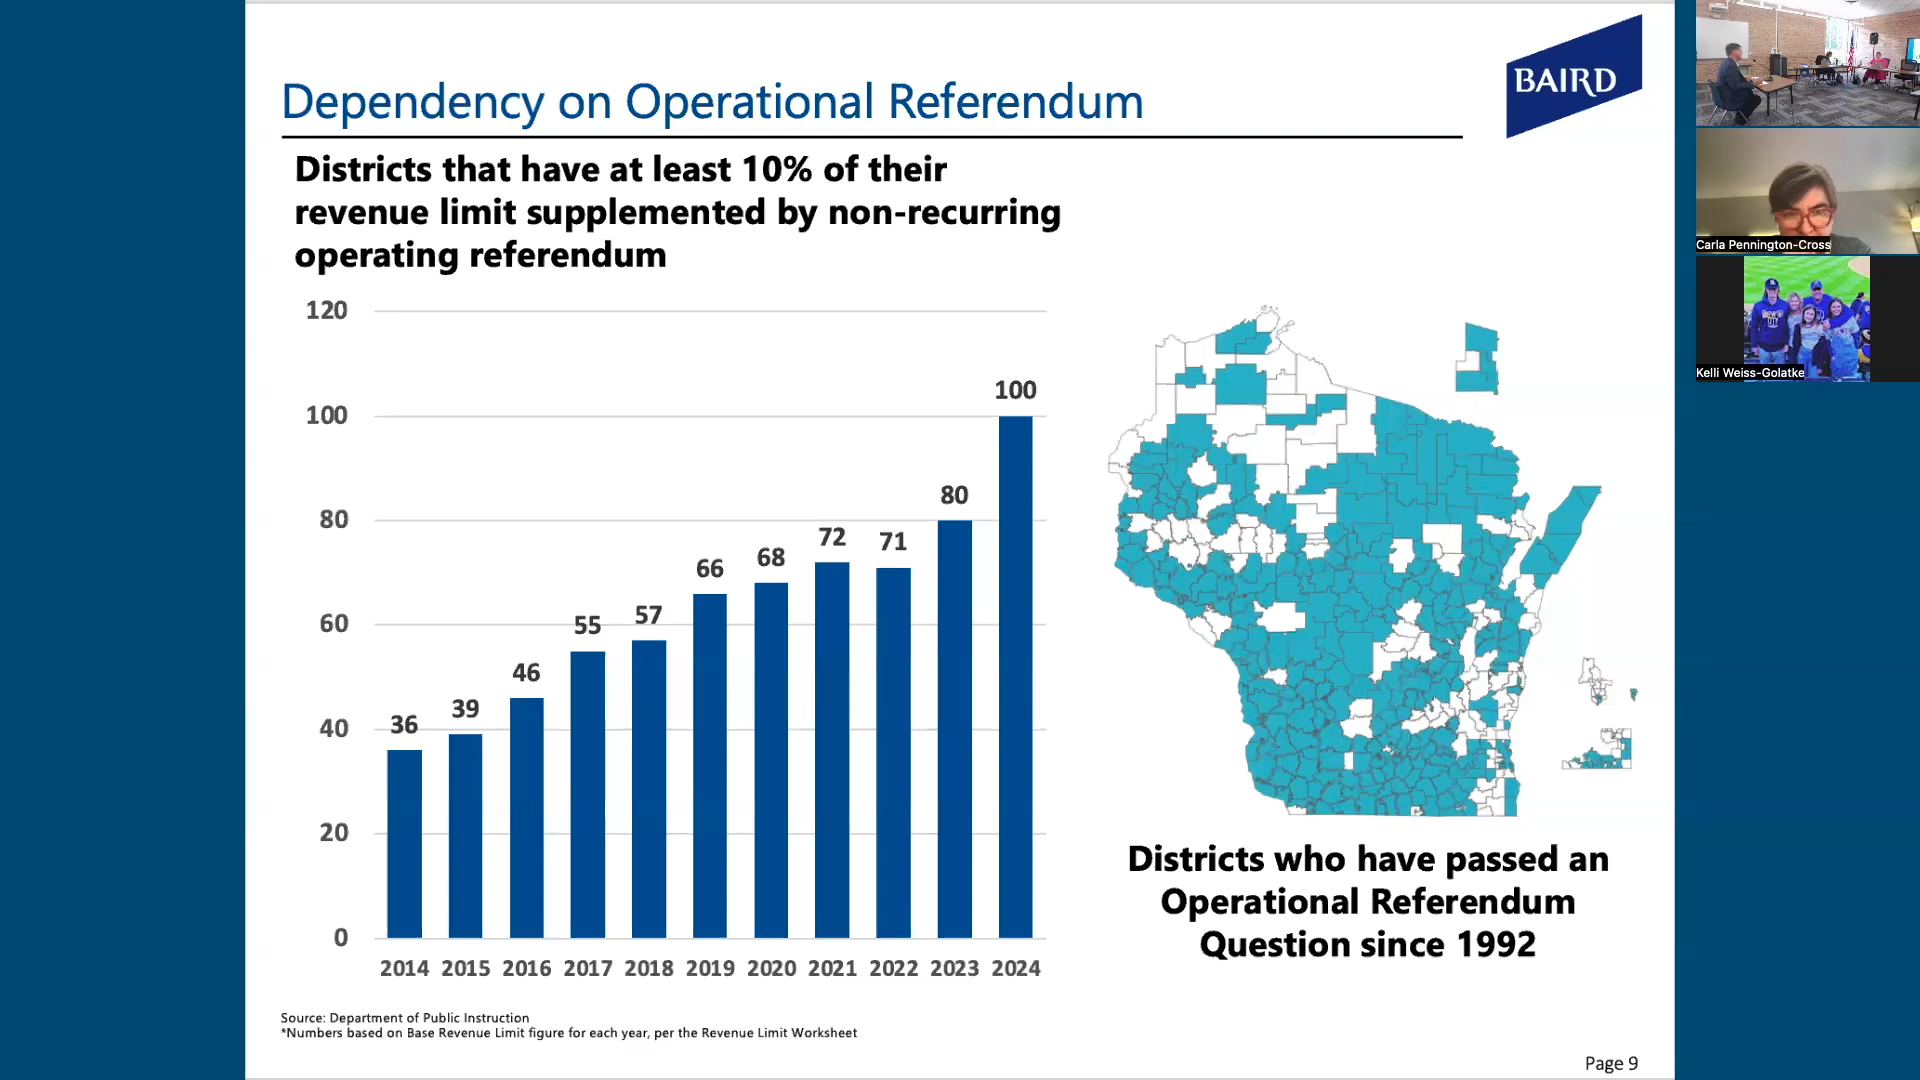 Dependency on Operational Referendum
BAIRD
Districts that have at least 10% of their
revenue limit supplemented by non-recurring
operating referendum
120
100
80
60
40
20
0
36
39
46
55
57
66
68
72
71
80
100
2014 2015 2016 2017 2018 2019 2020 2021 2022 2023 2024
Districts who have passed an
Operational Referendum
Question since 1992
Source: Department of Public Instruction
*Numbers based on Base Revenue Limit figure for each year, per the Revenue Limit Worksheet
Page 9
Carla Pennington-Cross
Kelli Weiss-Golatke